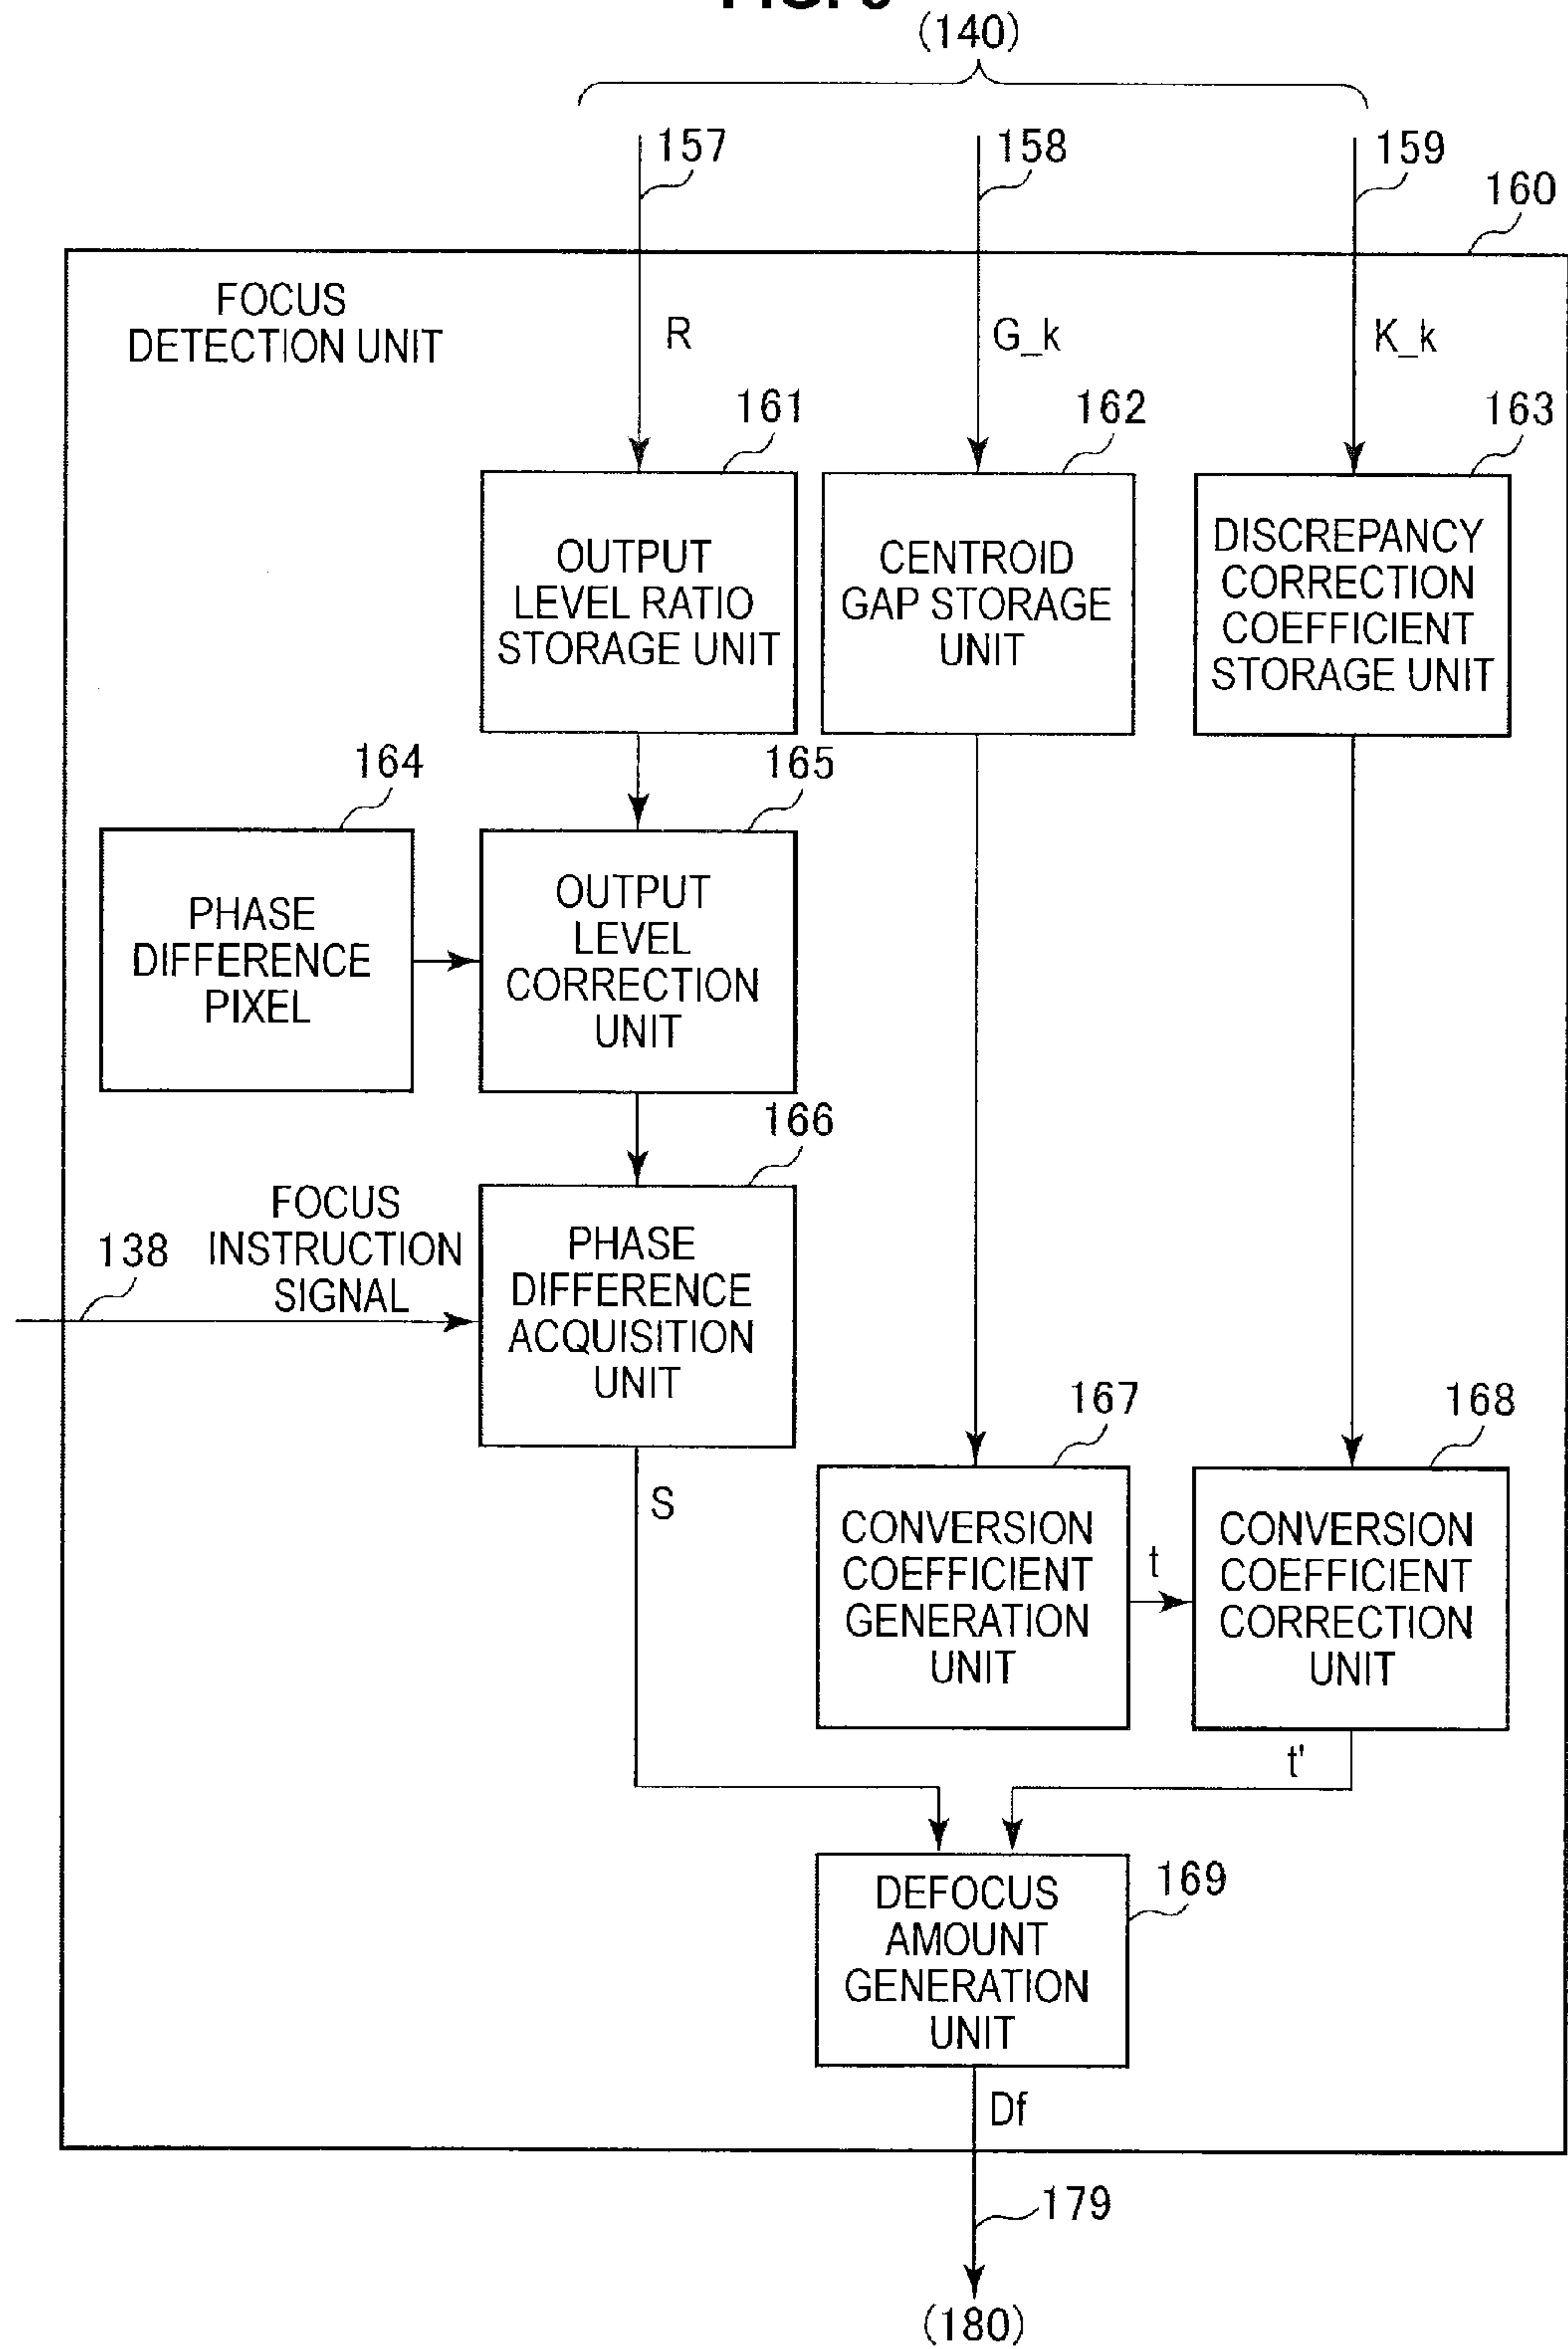 (140)
157
158
159
160
FOCUS
DETECTION UNIT
R
G_k
K_k
161
162
163
OUTPUT
LEVEL RATIO
STORAGE UNIT
CENTROID
GAP STORAGE
UNIT
DISCREPANCY
CORRECTION
COEFFICIENT
STORAGE UNIT
164
165
PHASE
DIFFERENCE
PIXEL
OUTPUT
LEVEL
CORRECTION
UNIT
166
138
FOCUS
INSTRUCTION
SIGNAL
PHASE
DIFFERENCE
ACQUISITION
UNIT
167
168
S
CONVERSION
COEFFICIENT
GENERATION
UNIT
t
CONVERSION
COEFFICIENT
CORRECTION
UNIT
t'
169
DEFOCUS
AMOUNT
GENERATION
UNIT
Df
179
(180)